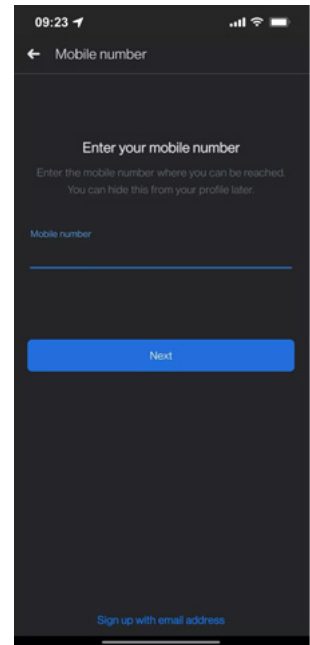 09:23
Mobile number
Enter your mobile number
Enter the mobile number where you can be reached.
You can hide this from your profile later.
Mobile number
Next
Sign up with email address